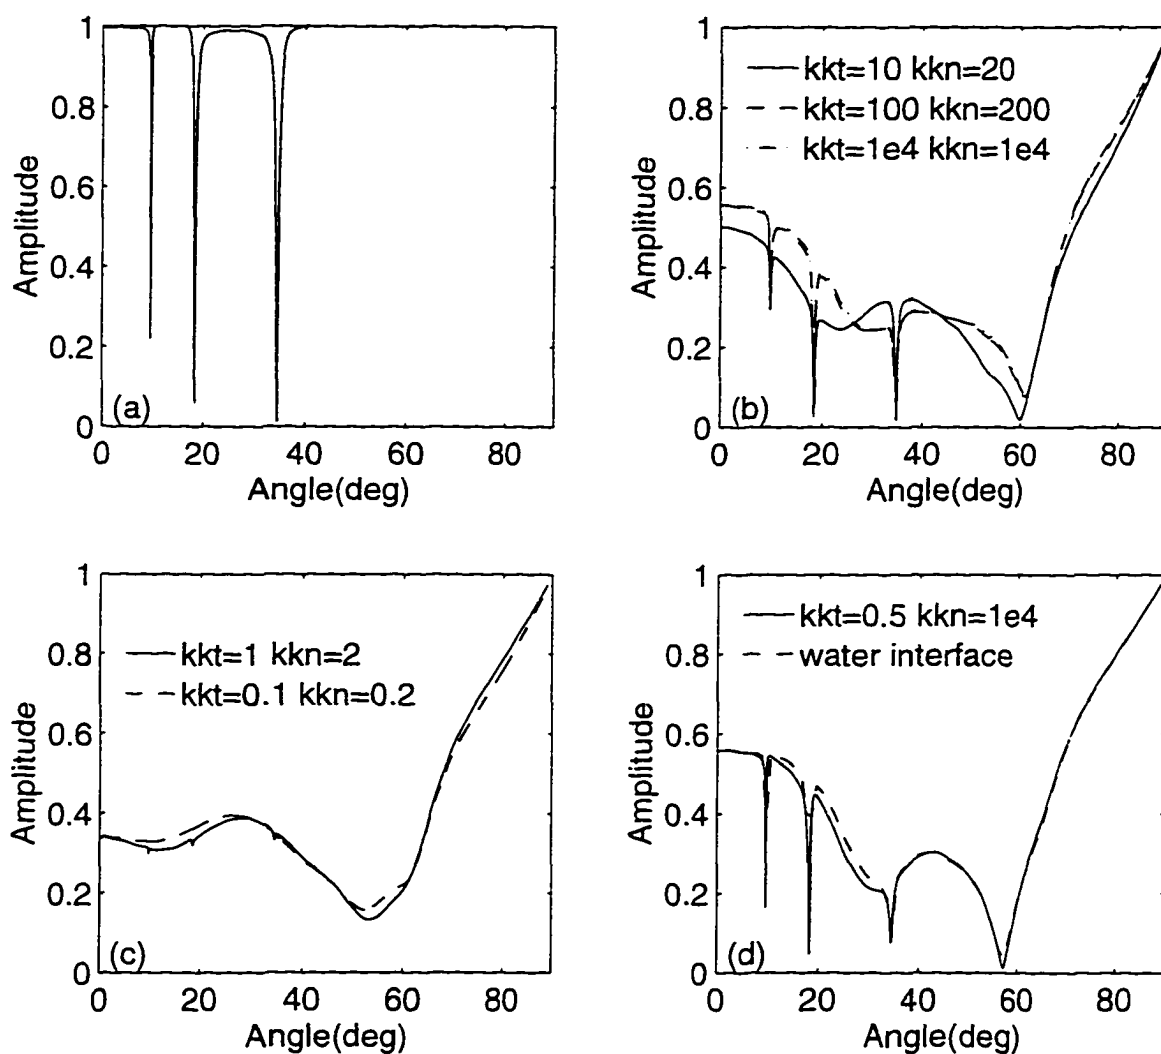 1
0.8
0.6
0.4
0.2
0
Amplitude
(a)
0 20 40 60 80
Angle(deg)
1
0.8
0.6
0.4
0.2
0
Amplitude
kkt=10 kkn=20
kkt=100 kkn=200
kkt=1e4 kkn=1e4
(b)
0 20 40 60 80
Angle(deg)
1
0.8
0.6
0.4
0.2
0
Amplitude
kkt=1 kkn=2
kkt=0.1 kkn=0.2
(c)
0 20 40 60 80
Angle(deg)
1
0.8
0.6
0.4
0.2
0
Amplitude
kkt=0.5 kkn=1e4
water interface
(d)
0 20 40 60 80
Angle(deg)